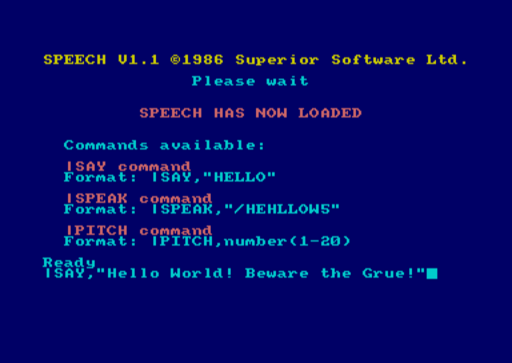 SPEECH V1.1 ©1986 Superior Software Ltd.
Please wait
SPEECH HAS NOW LOADED
Commands available:
|SAY command
Format: |SAY,"HELLO"
|SPEAK command
Format: |SPEAK,"/HEHLLOW5"
|PITCH command
Format: |PITCH,number(1-20)
Ready
|SAY,"Hello World! Beware the Grue!"